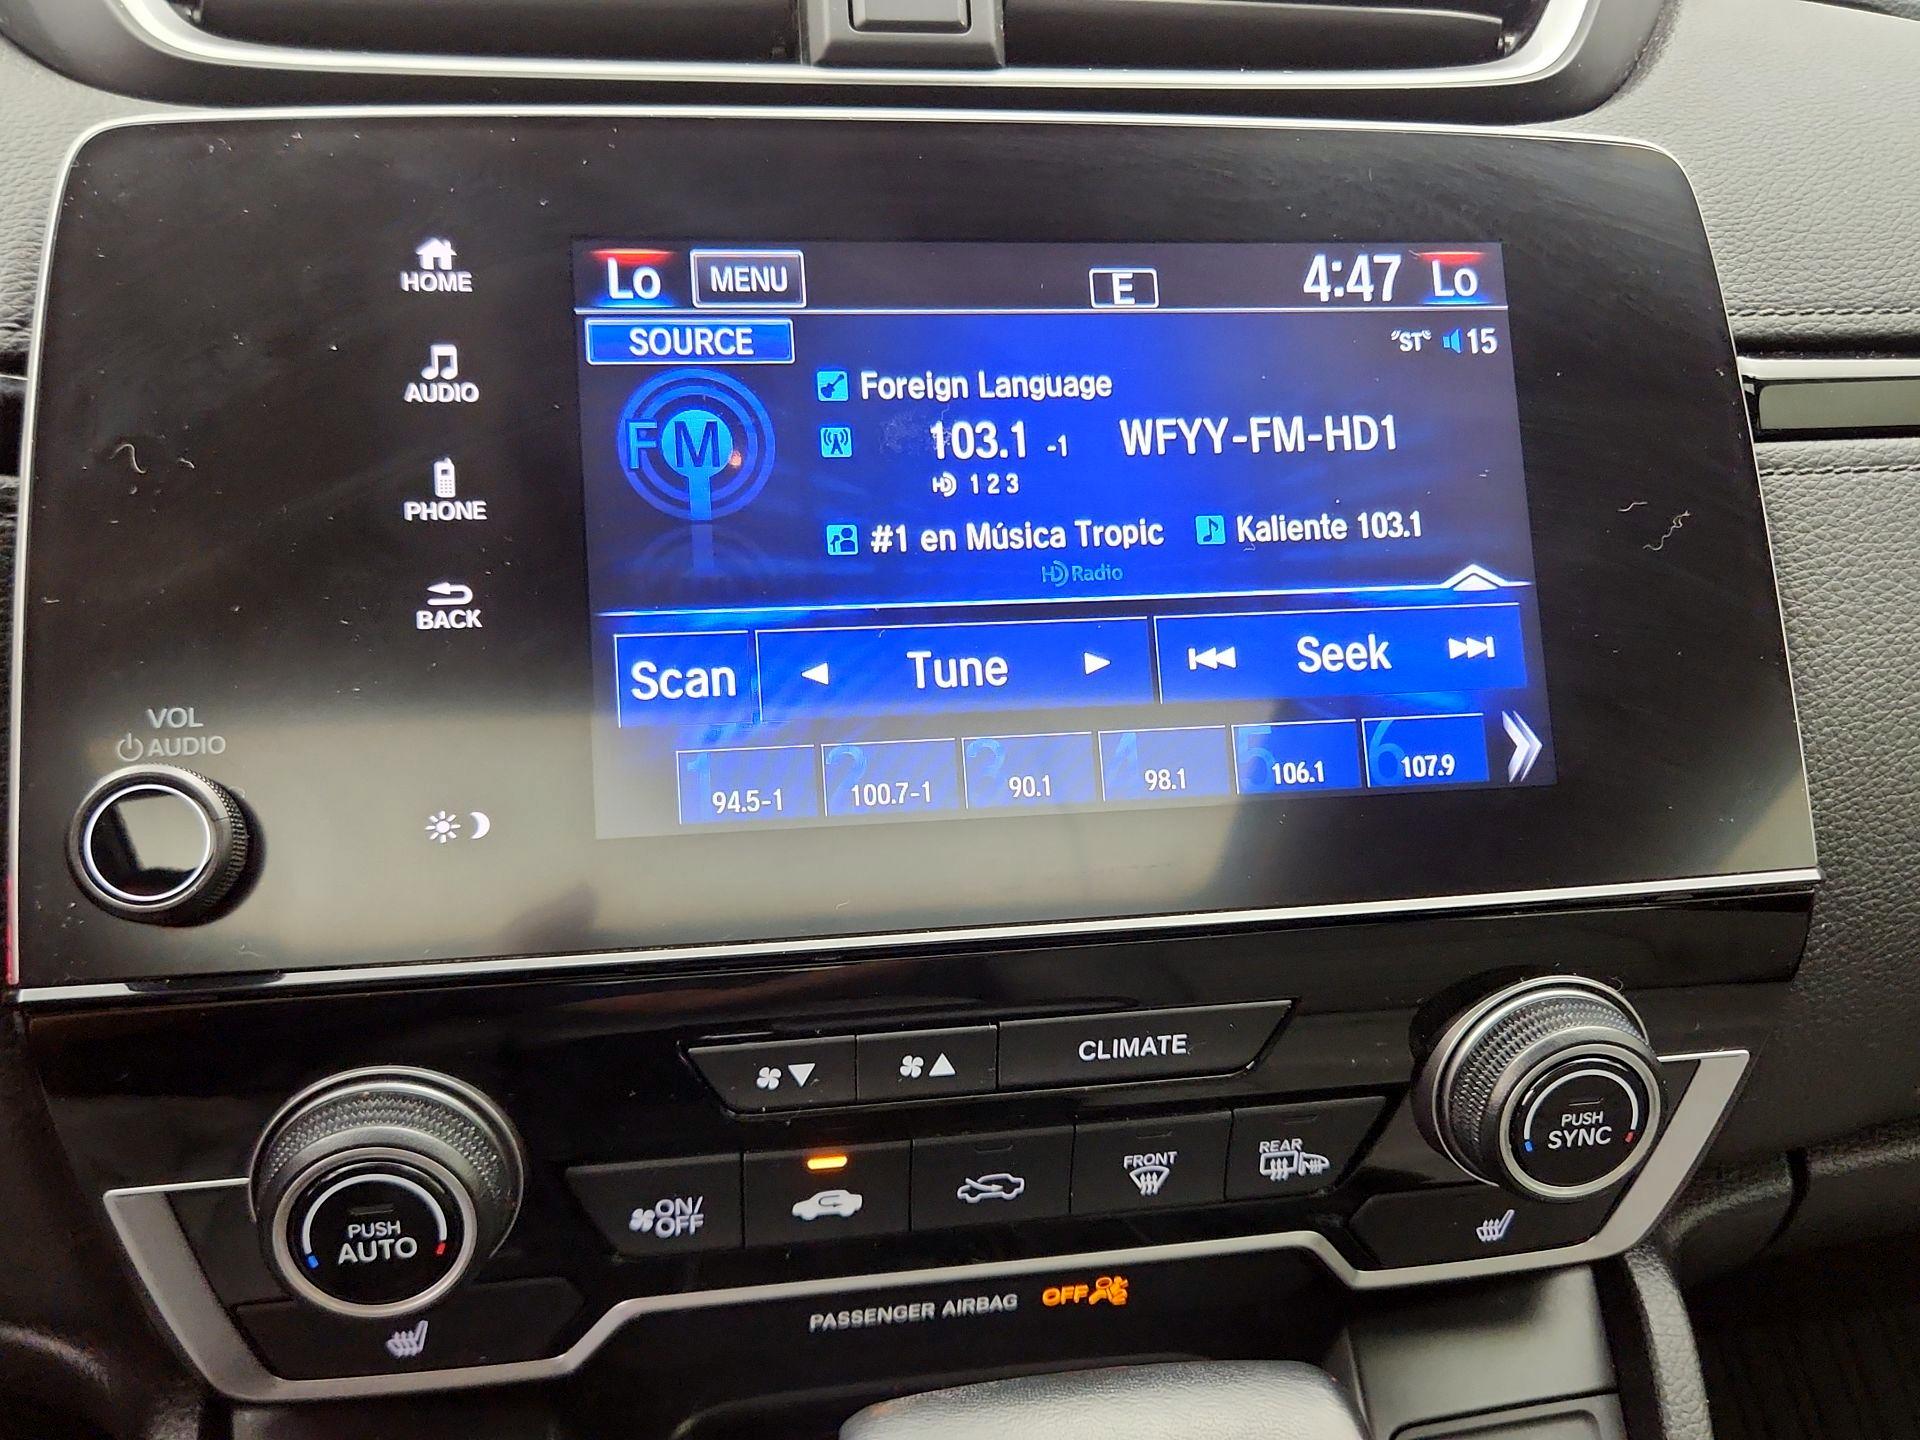 HOME
AUDIO
PHONE
BACK
VOL
AUDIO
Lo MENU E 4:47 Lo
SOURCE "ST" 15
FM
Foreign Language
103.1 -1 WFYY-FM-HD1
HD 1 2 3
#1 en Música Tropic Kaliente 103.1
HD Radio
Scan Tune Seek
1 94.5-1
2 100.7-1
3 90.1
4 98.1
5 106.1
6 107.9
CLIMATE
PUSH
AUTO
ON/
OFF
FRONT
REAR
PUSH
SYNC
PASSENGER AIRBAG OFF